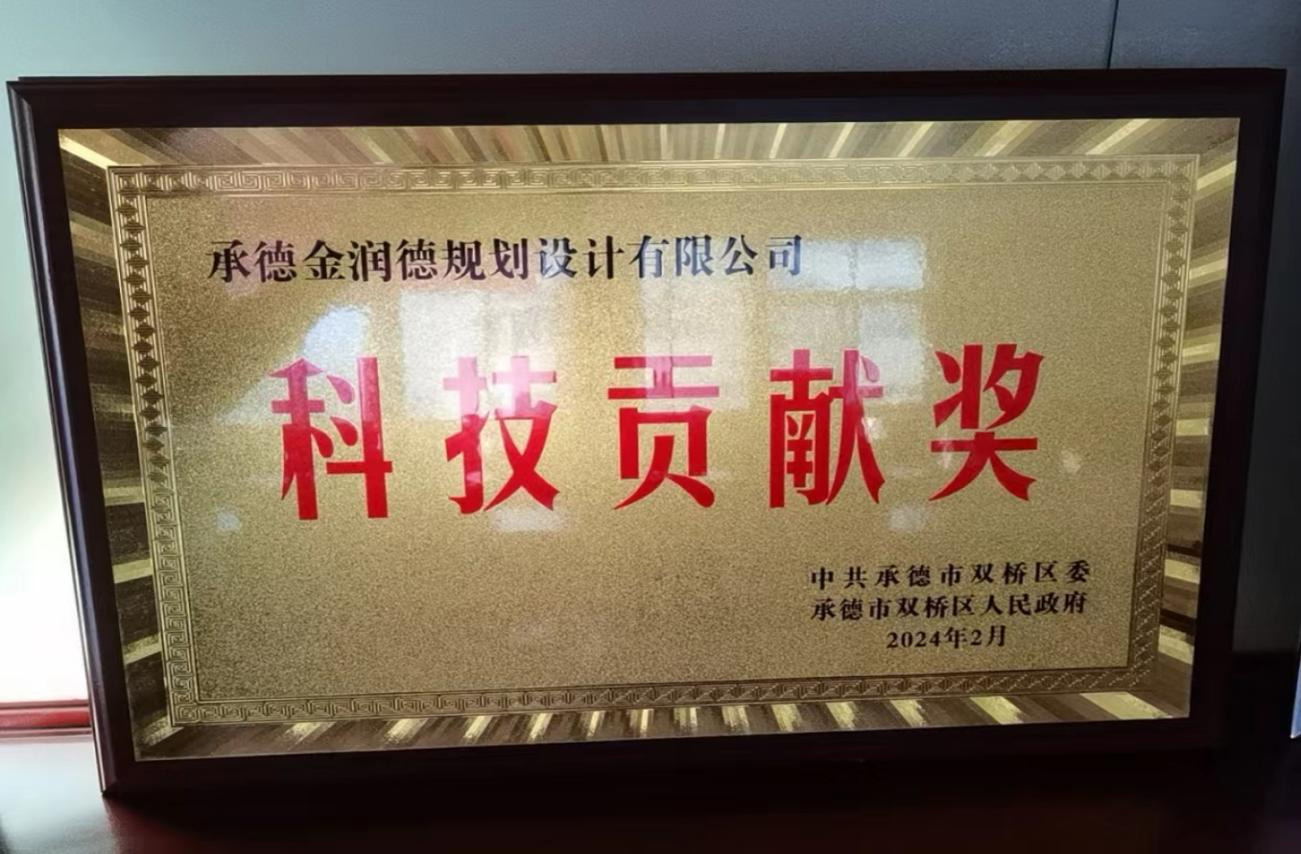 承德金润德规划设计有限公司
科技贡献奖
中共承德市双桥区委
承德市双桥区人民政府
2024年2月